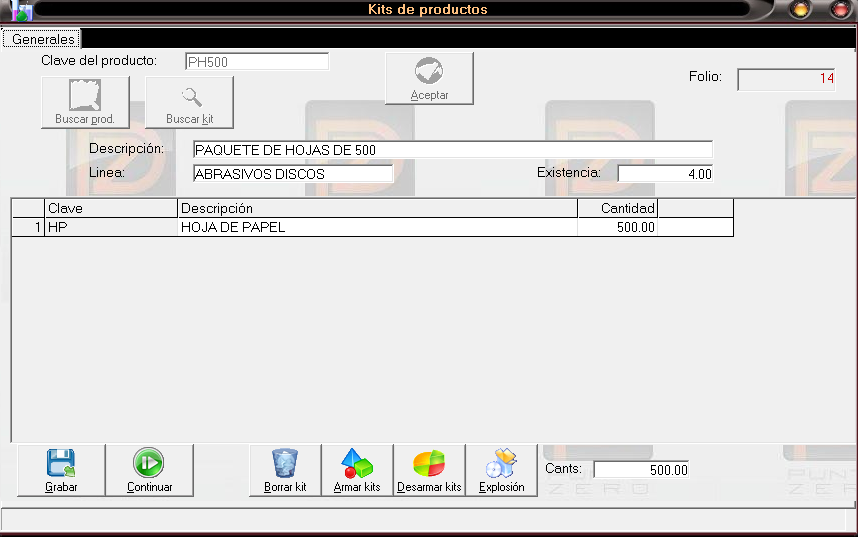 Kits de productos
Generales
Clave del producto: PH500
Aceptar
Folio: 14
Buscar prod. Buscar kit
Descripción: PAQUETE DE HOJAS DE 500
Linea: ABRASIVOS DISCOS Existencia: 4.00
Clave Descripción Cantidad
1 HP HOJA DE PAPEL 500.00
Grabar Continuar Borrar kit Armar kits Desarmar kits Explosión Cants: 500.00
PUNTO
ZERO